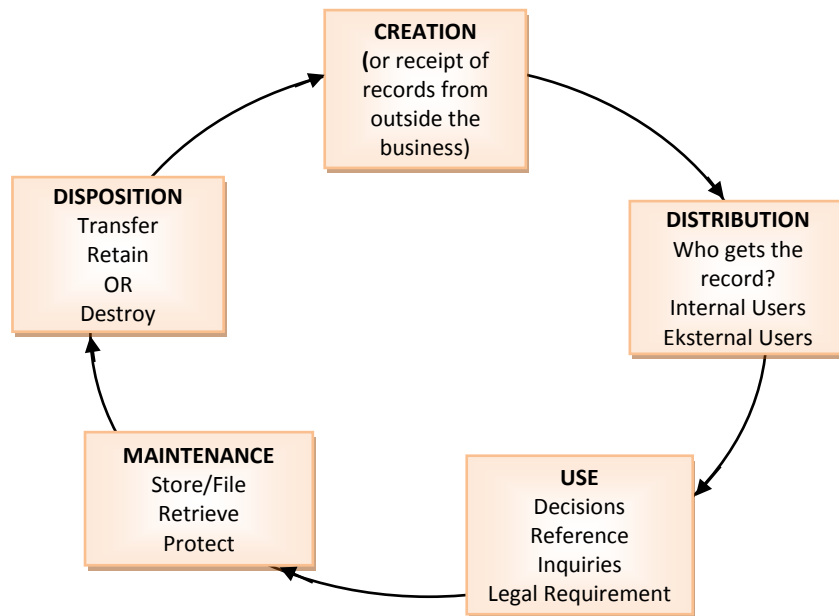 CREATION
(or receipt of
records from
outside the
business)
DISTRIBUTION
Who gets the
record?
Internal Users
Eksternal Users
USE
Decisions
Reference
Inquiries
Legal Requirement
MAINTENANCE
Store/File
Retrieve
Protect
DISPOSITION
Transfer
Retain
OR
Destroy